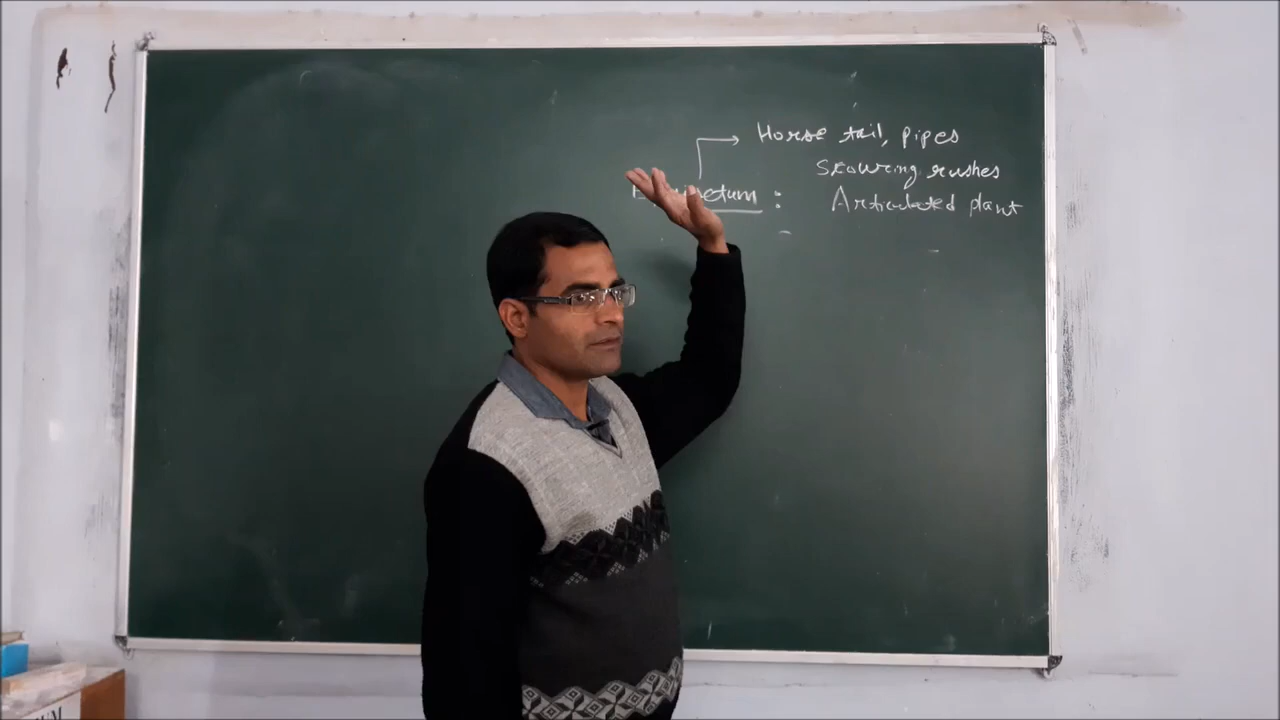 Horse tail, pipes
Scouring rushes
Equisetum : Articulated plant